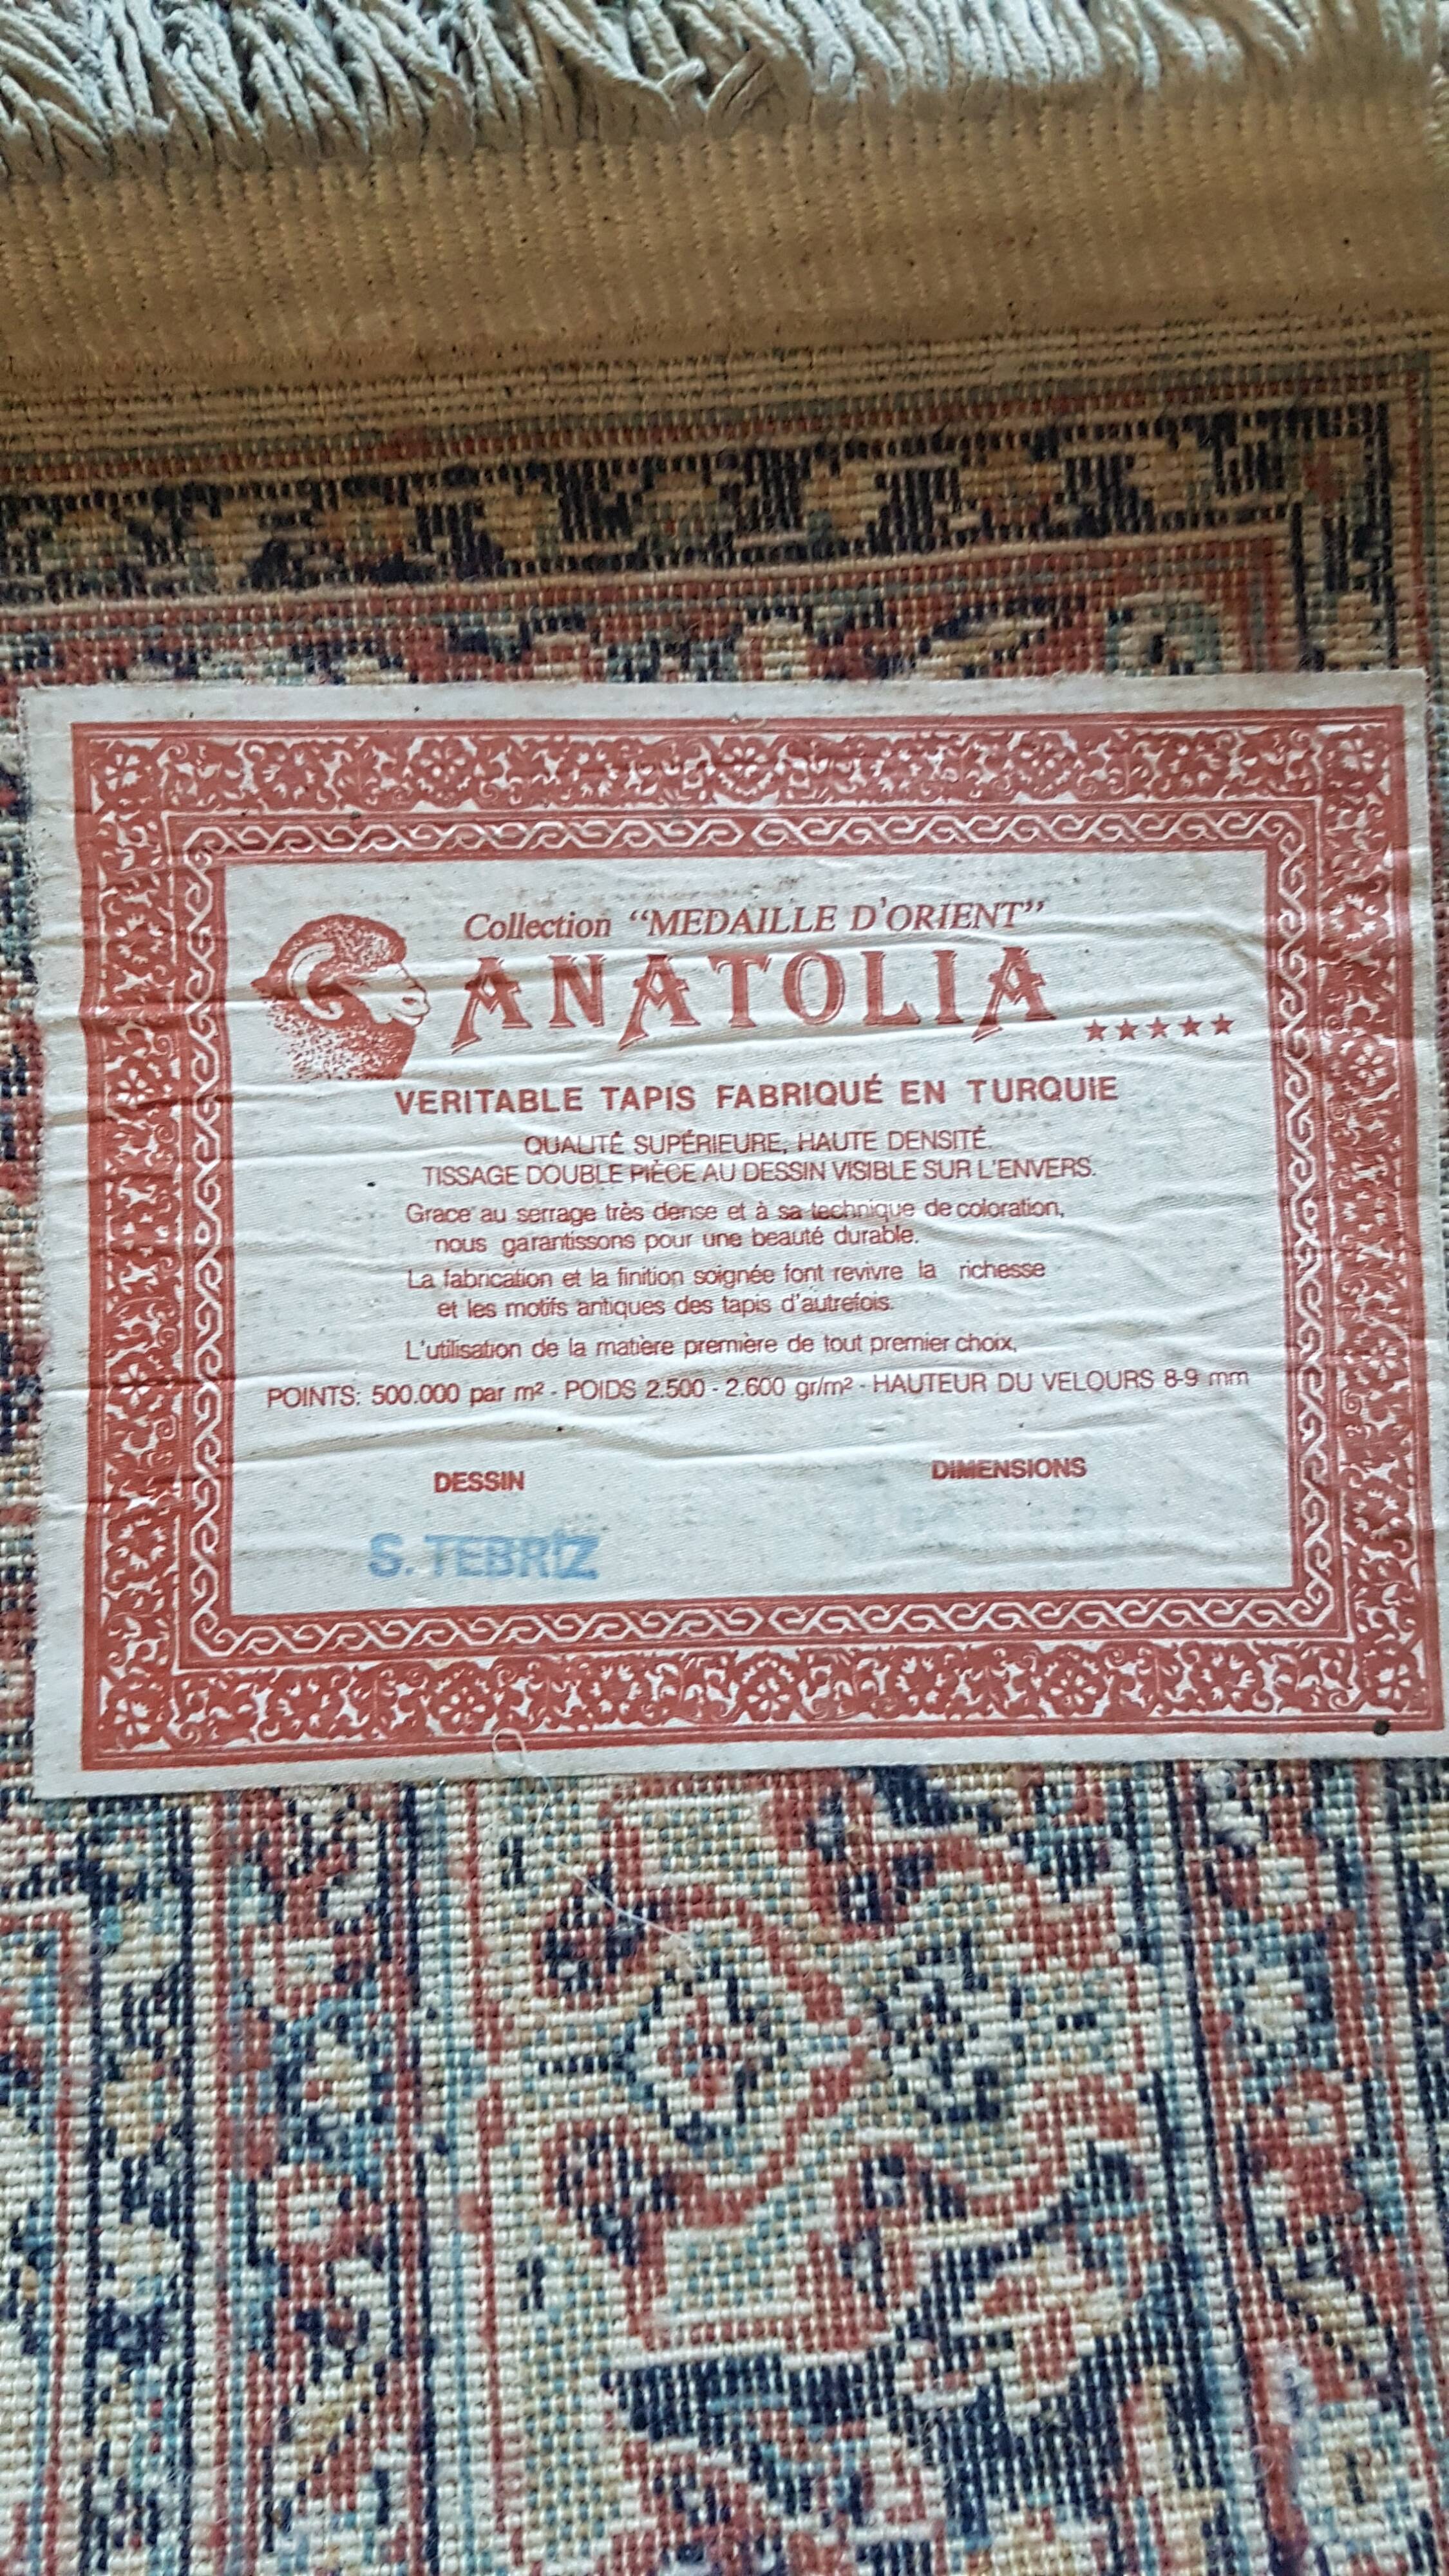 Collection “MEDAILLE D'ORIENT”
ANATOLIA ★★★★★
VERITABLE TAPIS FABRIQUÉ EN TURQUIE
QUALITÉ SUPÉRIEURE, HAUTE DENSITÉ.
TISSAGE DOUBLE PIÈCE AU DESSIN VISIBLE SUR L'ENVERS.
Grace au serrage très dense et à sa technique de coloration,
nous garantissons pour une beauté durable.
La fabrication et la finition soignée font revivre la richesse
et les motifs antiques des tapis d'autrefois.
L'utilisation de la matière première de tout premier choix,
POINTS: 500.000 par m² - POIDS 2.500 - 2.600 gr/m² - HAUTEUR DU VELOURS 8-9 mm
DESSIN DIMENSIONS
S. TEBRİZ